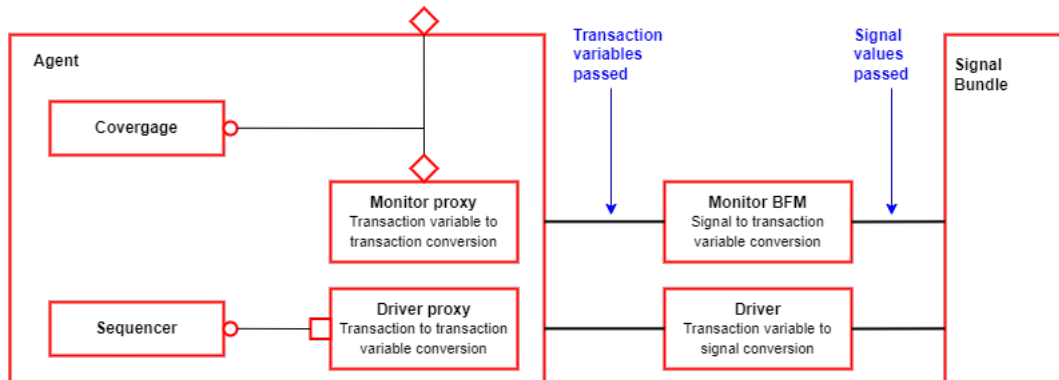 Agent
Transaction
variables
passed
Signal
values
passed
Signal
Bundle
Covergage
Monitor proxy
Transaction variable to
transaction conversion
Monitor BFM
Signal to transaction
variable conversion
Sequencer
Driver proxy
Transaction to transaction
variable conversion
Driver
Transaction variable to
signal conversion